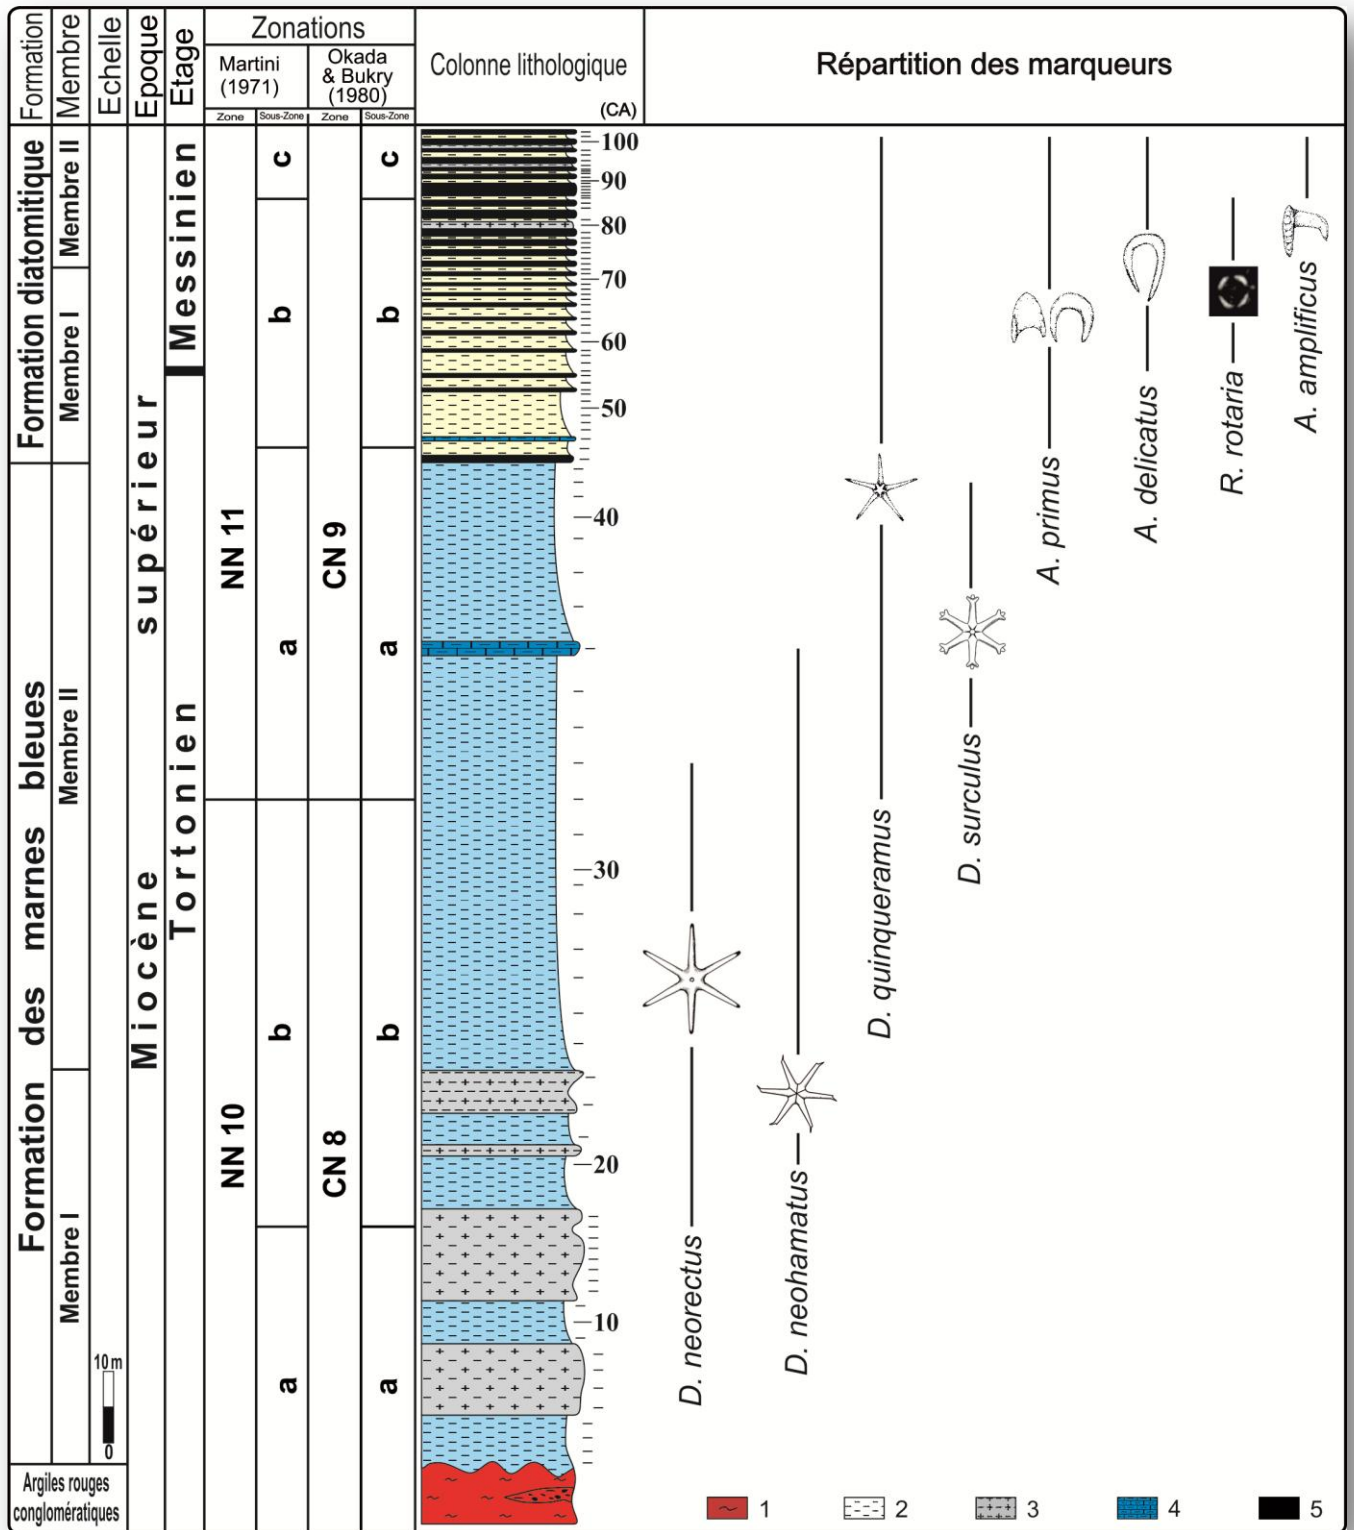 Formation
Membre
Echelle
Epoque
Etage
Zonations
Martini
(1971)
Okada
& Bukry
(1980)
Zone
Sous-Zone
Zone
Sous-Zone
Colonne lithologique
(CA)
Répartition des marqueurs
Formation diatomitique
Membre II
Membre I
Formation des marnes bleues
Membre II
Membre I
Argiles rouges
conglomératiques
10 m
0
Miocène supérieur
Messinien
Tortonien
NN 11
NN 10
c
b
a
b
a
CN 9
CN 8
c
b
a
b
a
100
90
80
70
60
50
40
30
20
10
D. neorectus
D. neohamatus
D. quinqueramus
D. surculus
A. primus
A. delicatus
R. rotaria
A. amplificus
1
2
3
4
5